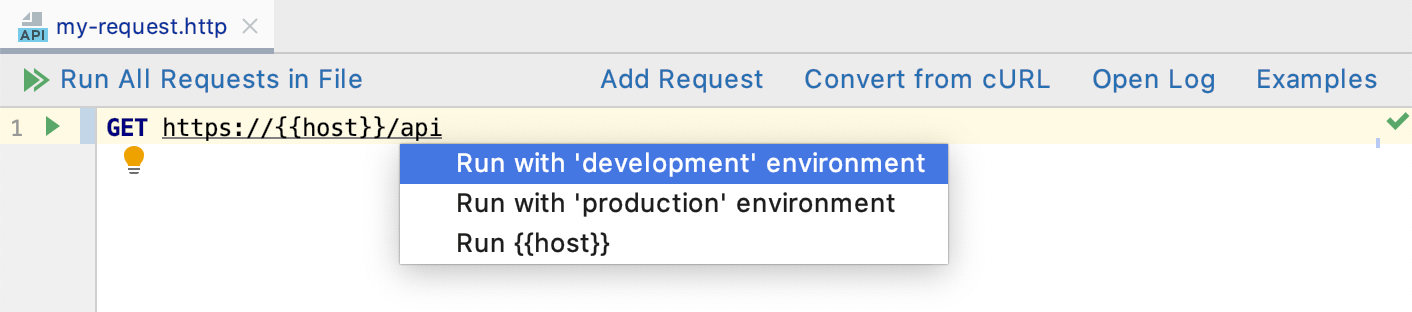 API my-request.http
Run All Requests in File Add Request Convert from cURL Open Log Examples
1 GET https://{{host}}/api
Run with 'development' environment
Run with 'production' environment
Run {{host}}